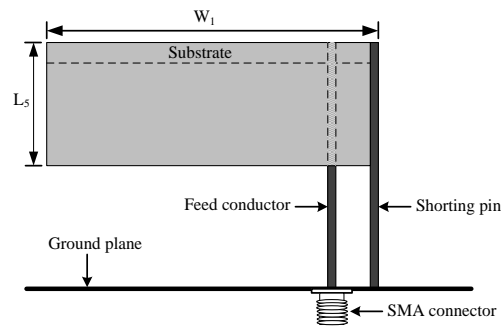 W₁
Substrate
L₅
Feed conductor
Shorting pin
Ground plane
SMA connector